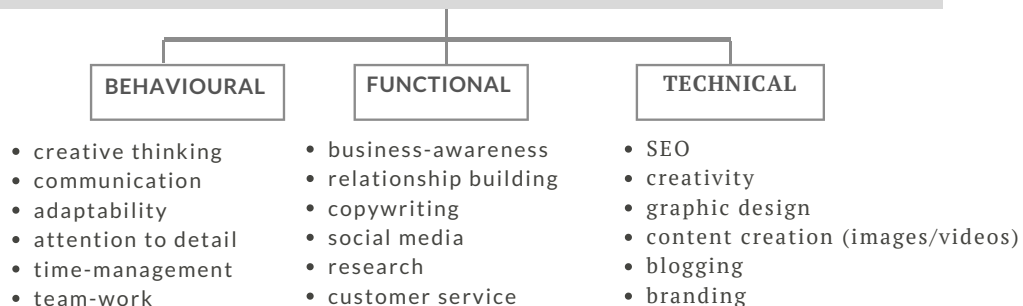 BEHAVIOURAL
• creative thinking
• communication
• adaptability
• attention to detail
• time-management
• team-work
FUNCTIONAL
• business-awareness
• relationship building
• copywriting
• social media
• research
• customer service
TECHNICAL
• SEO
• creativity
• graphic design
• content creation (images/videos)
• blogging
• branding